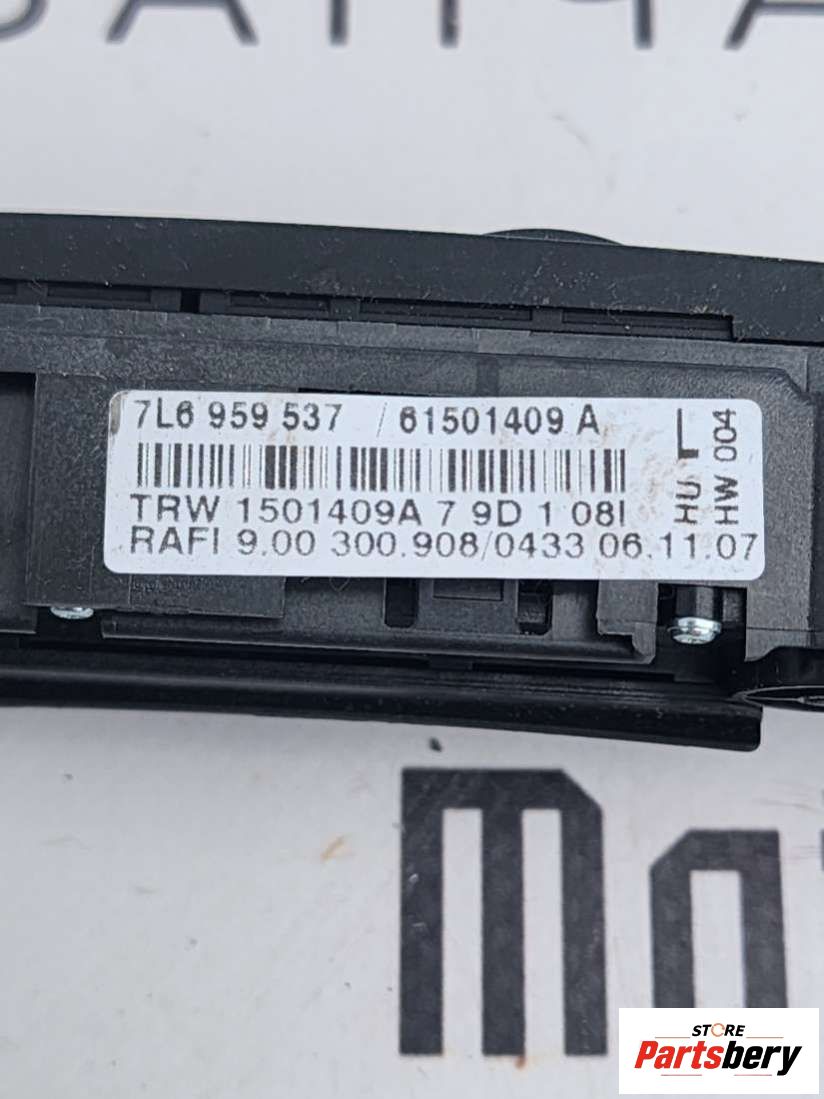 7L6 959 537 / 61501409 A
TRW 1501409A 7 9D 1 08I
RAFI 9.00 300.908/0433 06.11.07
HU L
HW 004
STORE
Partsbery